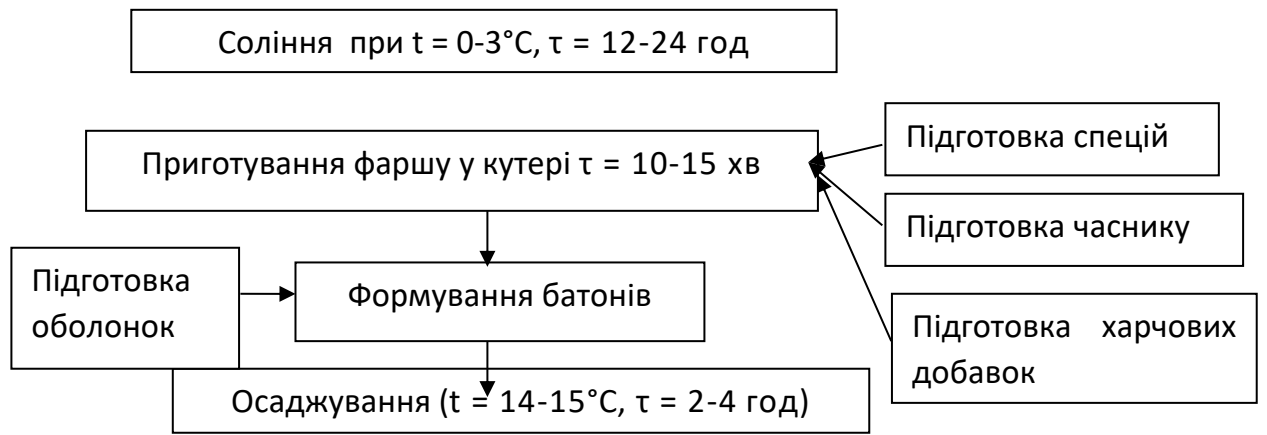 Соління при t = 0-3°C, τ = 12-24 год
Приготування фаршу у кутері τ = 10-15 хв
Підготовка спецій
Підготовка часнику
Підготовка
оболонок
Формування батонів
Підготовка харчових
добавок
Осаджування (t = 14-15°C, τ = 2-4 год)